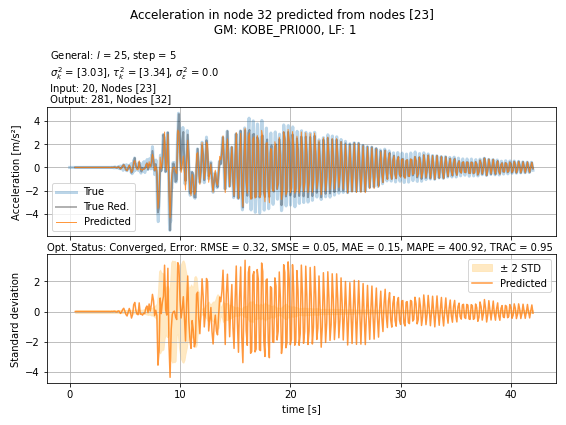 Acceleration in node 32 predicted from nodes [23]
GM: KOBE_PRI000, LF: 1
General: l = 25, step = 5
σ²ₖ = [3.03], τ²ₖ = [3.34], σ²ₑ = 0.0
Input: 20, Nodes [23]
Output: 281, Nodes [32]
Acceleration [m/s²]
4
2
0
−2
−4
True
True Red.
Predicted
Opt. Status: Converged, Error: RMSE = 0.32, SMSE = 0.05, MAE = 0.15, MAPE = 400.92, TRAC = 0.95
Standard deviation
2
0
−2
−4
± 2 STD
Predicted
0 10 20 30 40
time [s]